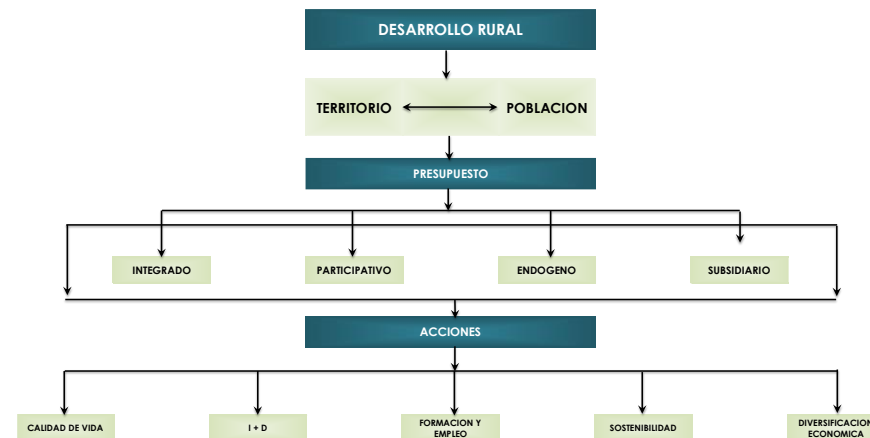 DESARROLLO RURAL
TERRITORIO POBLACION
PRESUPUESTO
INTEGRADO PARTICIPATIVO ENDOGENO SUBSIDIARIO
ACCIONES
CALIDAD DE VIDA
I + D
FORMACION Y
EMPLEO
SOSTENIBILIDAD
DIVERSIFICACION
ECONOMICA